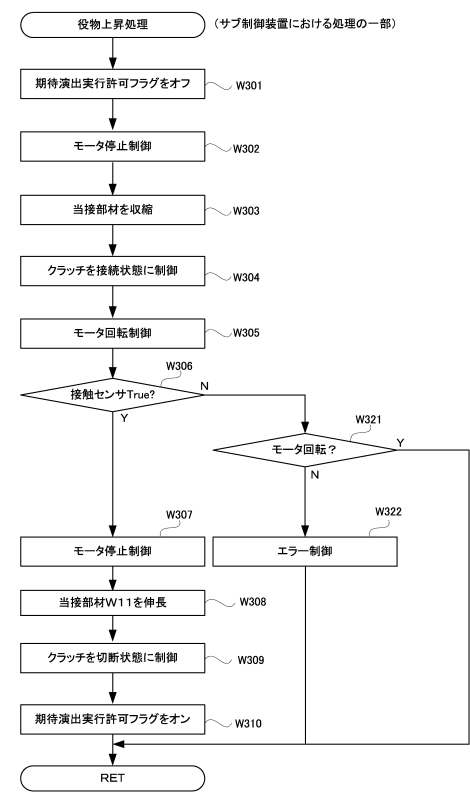 役物上昇処理
(サブ制御装置における処理の一部)
期待演出実行許可フラグをオフ
W301
モータ停止制御
W302
当接部材を収縮
W303
クラッチを接続状態に制御
W304
モータ回転制御
W305
W306
接触センサTrue?
N
Y
W321
モータ回転?
Y
N
W307
モータ停止制御
W322
エラー制御
当接部材W11を伸長
W308
クラッチを切断状態に制御
W309
期待演出実行許可フラグをオン
W310
RET